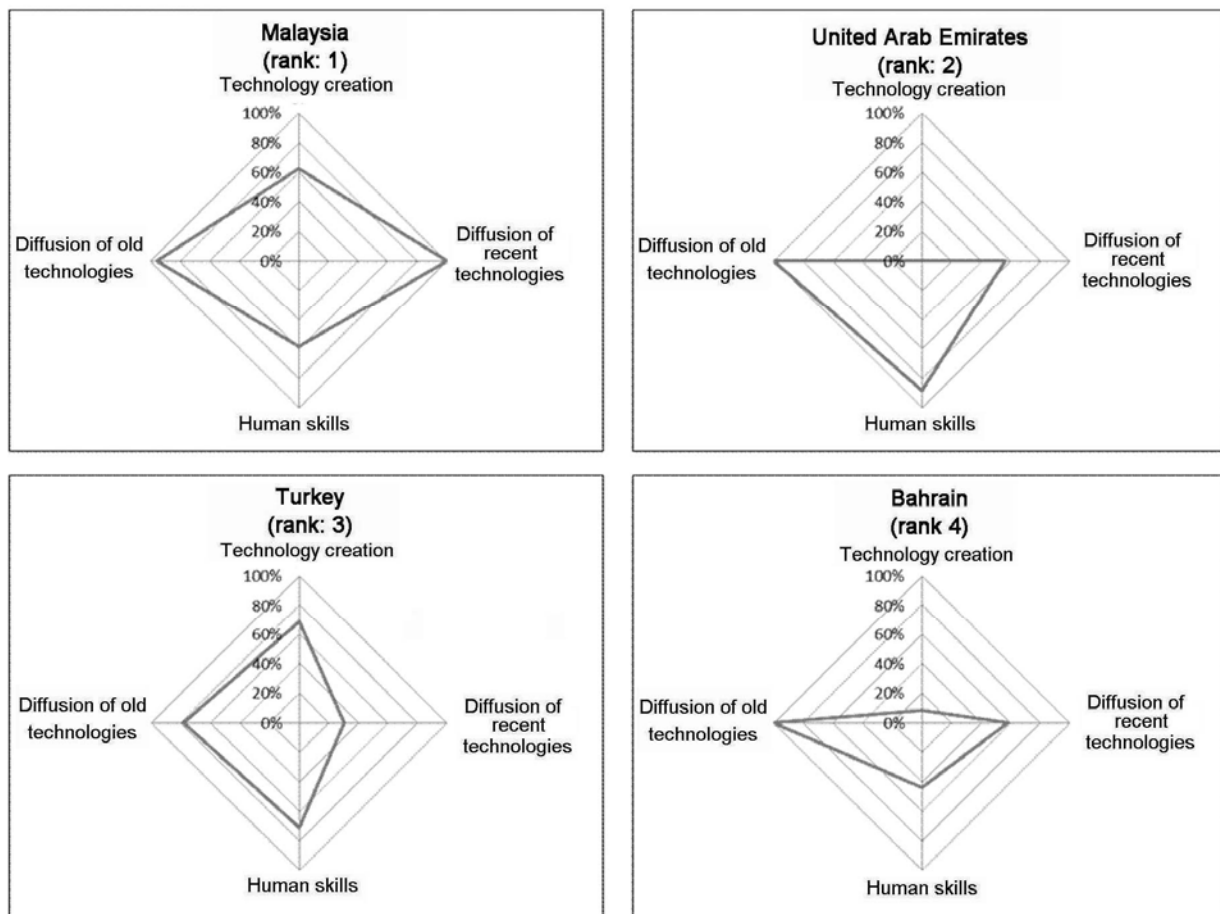 Malaysia
(rank: 1)
Technology creation
100%
80%
60%
40%
20%
0%
Diffusion of old
technologies
Diffusion of
recent
technologies
Human skills
United Arab Emirates
(rank: 2)
Technology creation
100%
80%
60%
40%
20%
0%
Diffusion of old
technologies
Diffusion of
recent
technologies
Human skills
Turkey
(rank: 3)
Technology creation
100%
80%
60%
40%
20%
0%
Diffusion of old
technologies
Diffusion of
recent
technologies
Human skills
Bahrain
(rank 4)
Technology creation
100%
80%
60%
40%
20%
0%
Diffusion of old
technologies
Diffusion of
recent
technologies
Human skills